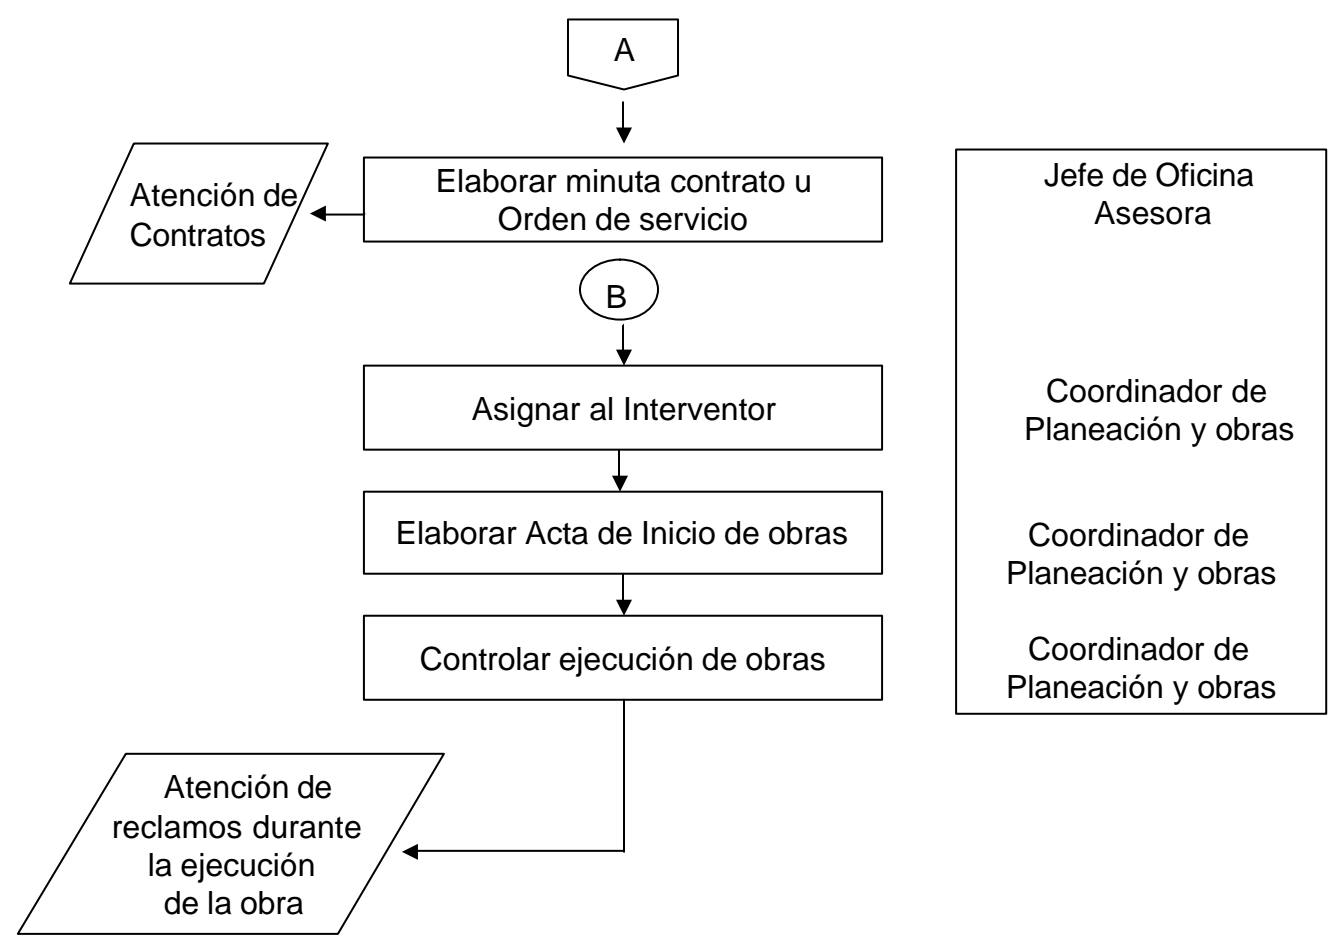 A
Elaborar minuta contrato u
Orden de servicio
Jefe de Oficina
Asesora
Atención de
Contratos
B
Asignar al Interventor
Coordinador de
Planeación y obras
Elaborar Acta de Inicio de obras
Coordinador de
Planeación y obras
Controlar ejecución de obras
Coordinador de
Planeación y obras
Atención de
reclamos durante
la ejecución
de la obra